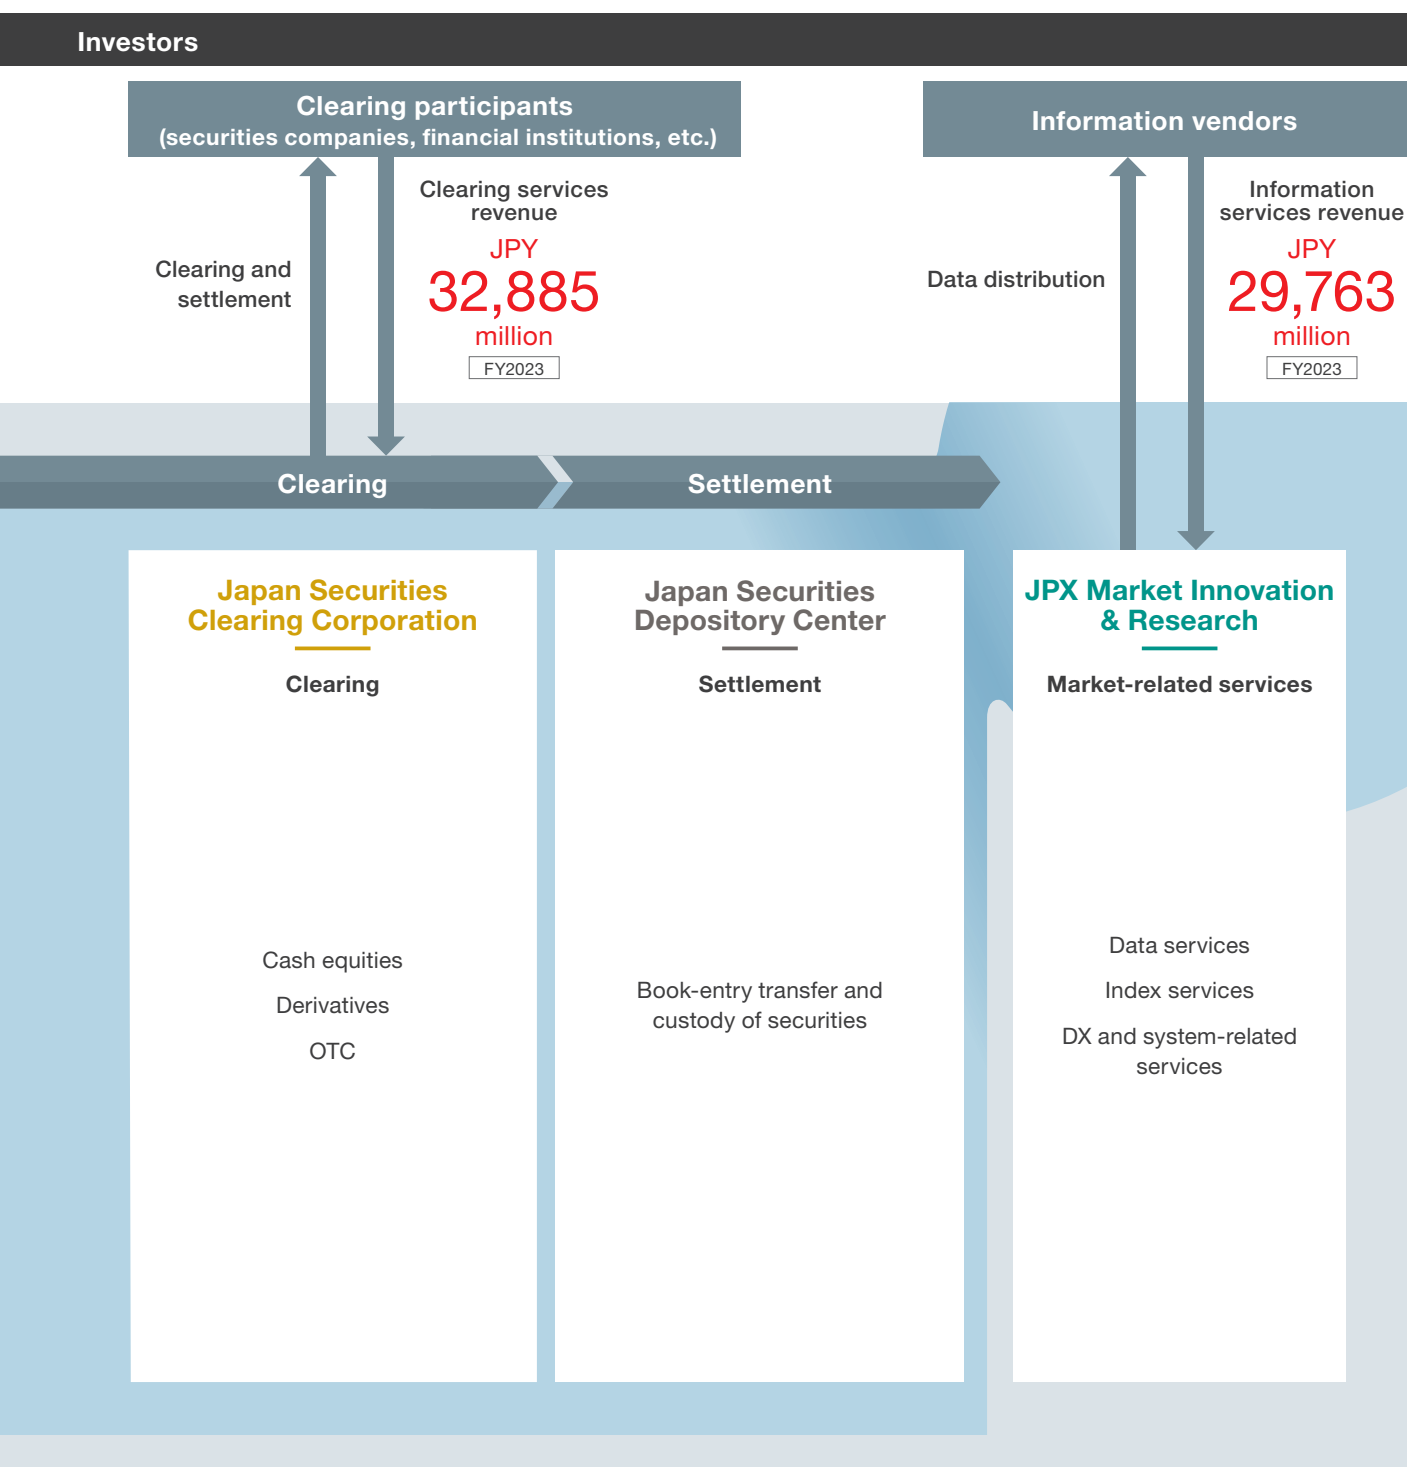 Investors
Clearing participants
(securities companies, financial institutions, etc.)
Clearing and
settlement
Clearing services
revenue
JPY
32,885
million
FY2023
Information vendors
Data distribution
Information
services revenue
JPY
29,763
million
FY2023
Clearing
Settlement
Japan Securities
Clearing Corporation
Clearing
Cash equities
Derivatives
OTC
Japan Securities
Depository Center
Settlement
Book-entry transfer and
custody of securities
JPX Market Innovation
& Research
Market-related services
Data services
Index services
DX and system-related
services